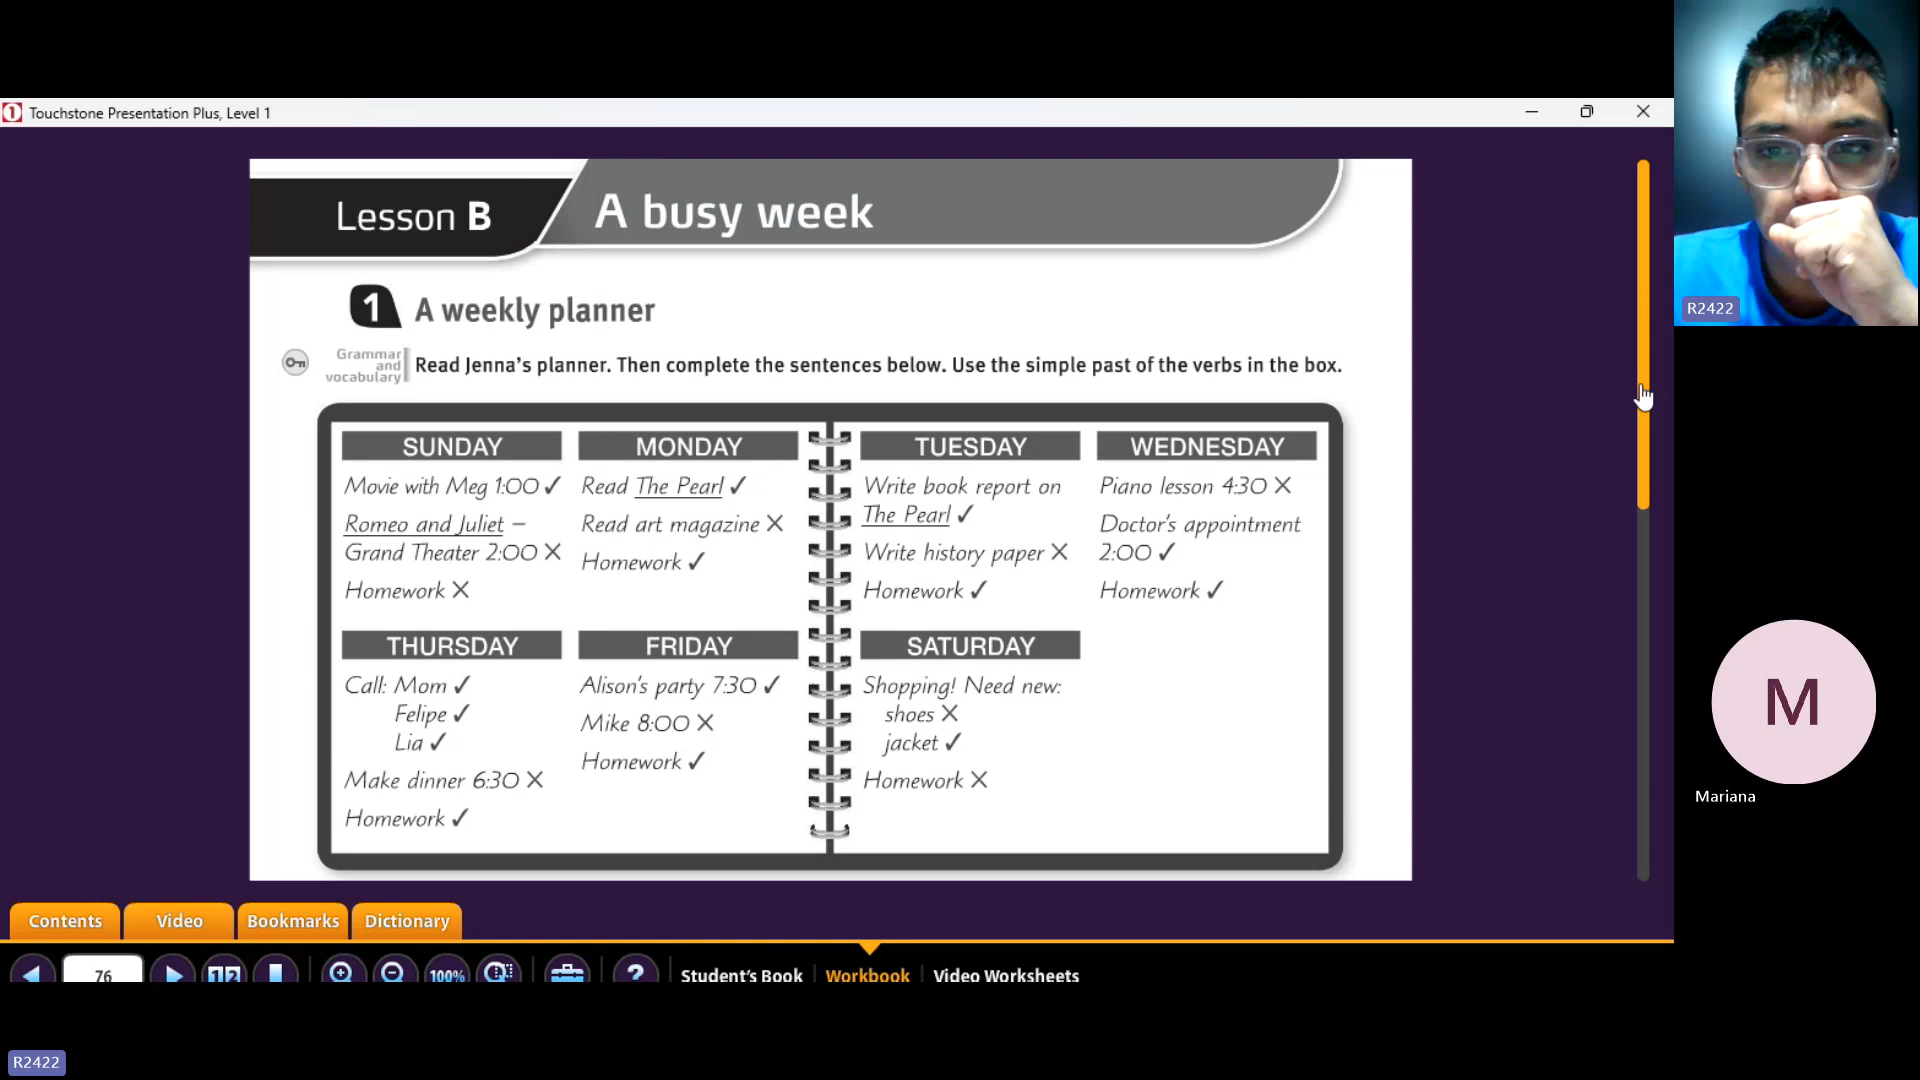 Touchstone Presentation Plus, Level 1
Lesson B
A busy week
1 A weekly planner
Grammar
and
vocabulary
Read Jenna's planner. Then complete the sentences below. Use the simple past of the verbs in the box.
SUNDAY
Movie with Meg 1:00 ✓
Romeo and Juliet –
Grand Theater 2:00 X
Homework X
MONDAY
Read The Pearl ✓
Read art magazine X
Homework ✓
TUESDAY
Write book report on
The Pearl ✓
Write history paper X
Homework ✓
WEDNESDAY
Piano lesson 4:30 X
Doctor's appointment
2:00 ✓
Homework ✓
THURSDAY
Call: Mom ✓
Felipe ✓
Lia ✓
Make dinner 6:30 X
Homework ✓
FRIDAY
Alison's party 7:30 ✓
Mike 8:00 X
Homework ✓
SATURDAY
Shopping! Need new:
shoes X
jacket ✓
Homework X
Contents
Video
Bookmarks
Dictionary
76
12
100%
?
Student's Book
Workbook
Video Worksheets
R2422
M
Mariana
R2422